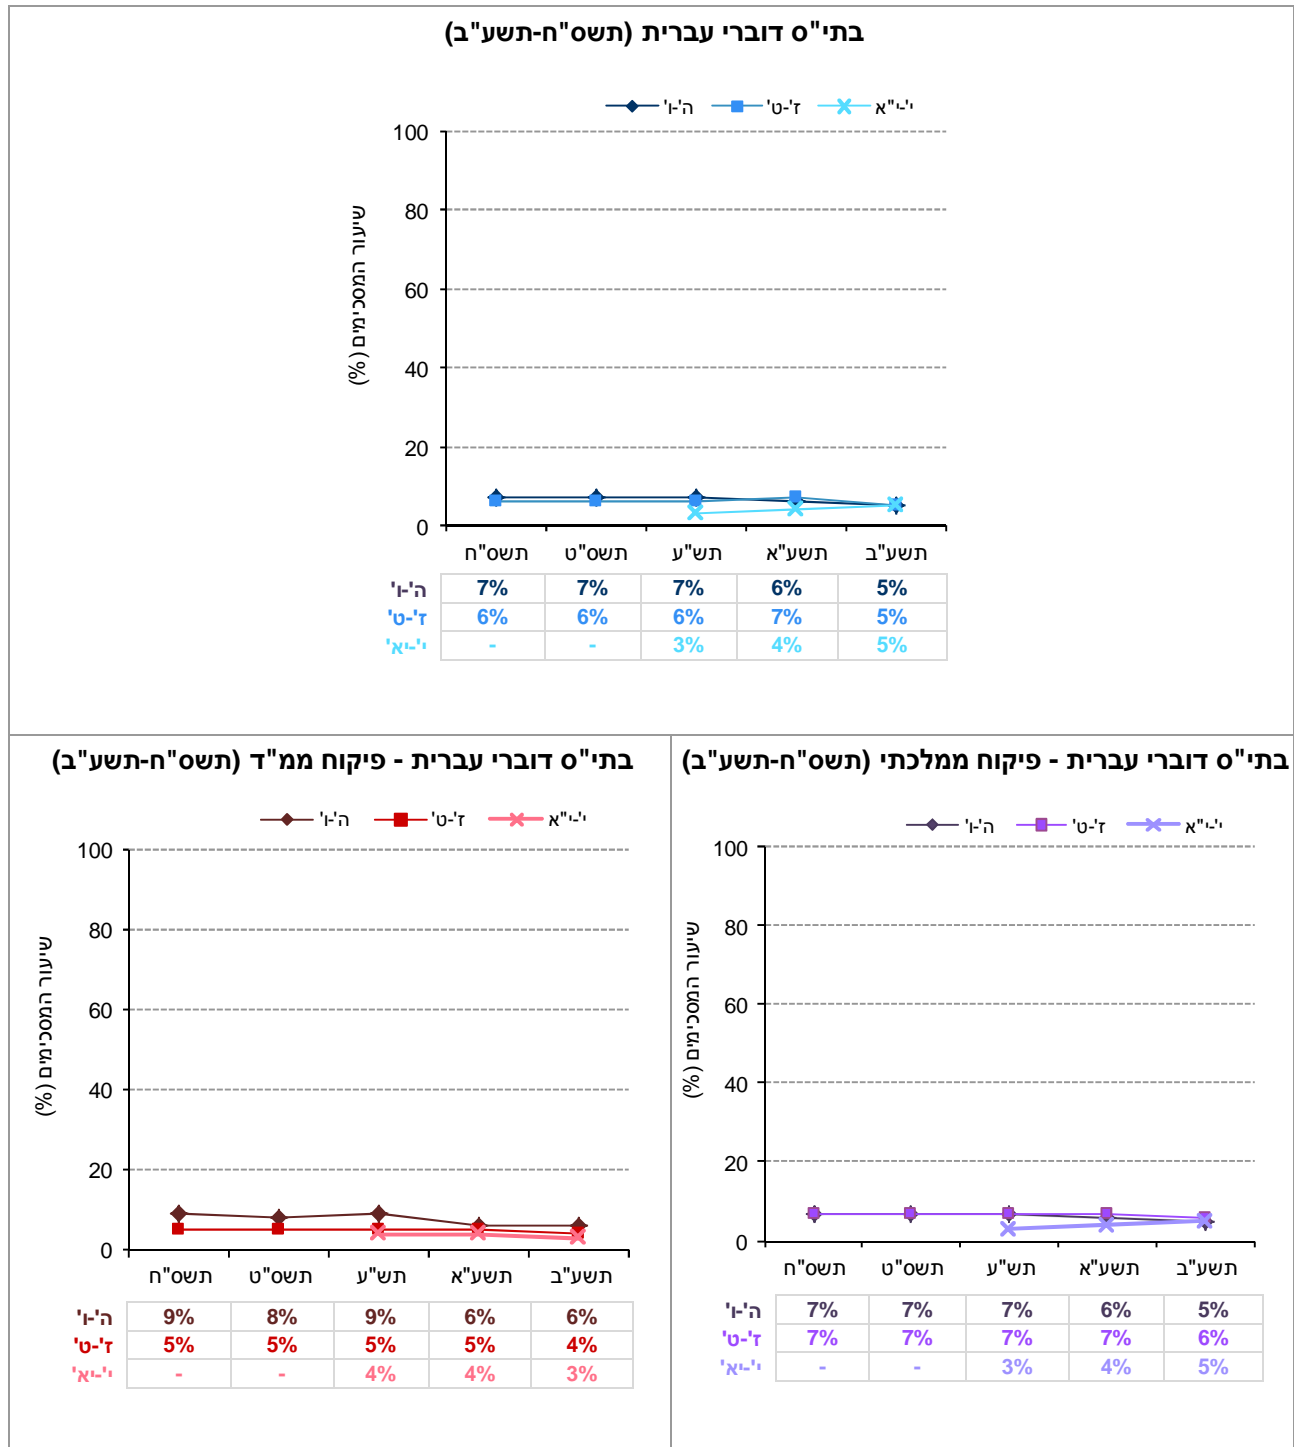 בתי"ס דוברי עברית (תשס"ח-תשע"ב)
ה'-ו' ז'-ט' י'-י"א
שיעור המסכימים (%)
100
80
60
40
20
0
תשס"ח תשס"ט תש"ע תשע"א תשע"ב
ה'-ו' 7% 7% 7% 6% 5%
ז'-ט' 6% 6% 6% 7% 5%
י'-יא' - - 3% 4% 5%
בתי"ס דוברי עברית - פיקוח ממלכתי (תשס"ח-תשע"ב)
ה'-ו' ז'-ט' י'-י"א
שיעור המסכימים (%)
100
80
60
40
20
0
תשס"ח תשס"ט תש"ע תשע"א תשע"ב
ה'-ו' 7% 7% 7% 6% 5%
ז'-ט' 7% 7% 7% 7% 6%
י'-יא' - - 3% 4% 5%
בתי"ס דוברי עברית - פיקוח ממ"ד (תשס"ח-תשע"ב)
ה'-ו' ז'-ט' י'-י"א
שיעור המסכימים (%)
100
80
60
40
20
0
תשס"ח תשס"ט תש"ע תשע"א תשע"ב
ה'-ו' 9% 8% 9% 6% 6%
ז'-ט' 5% 5% 5% 5% 4%
י'-יא' - - 4% 4% 3%